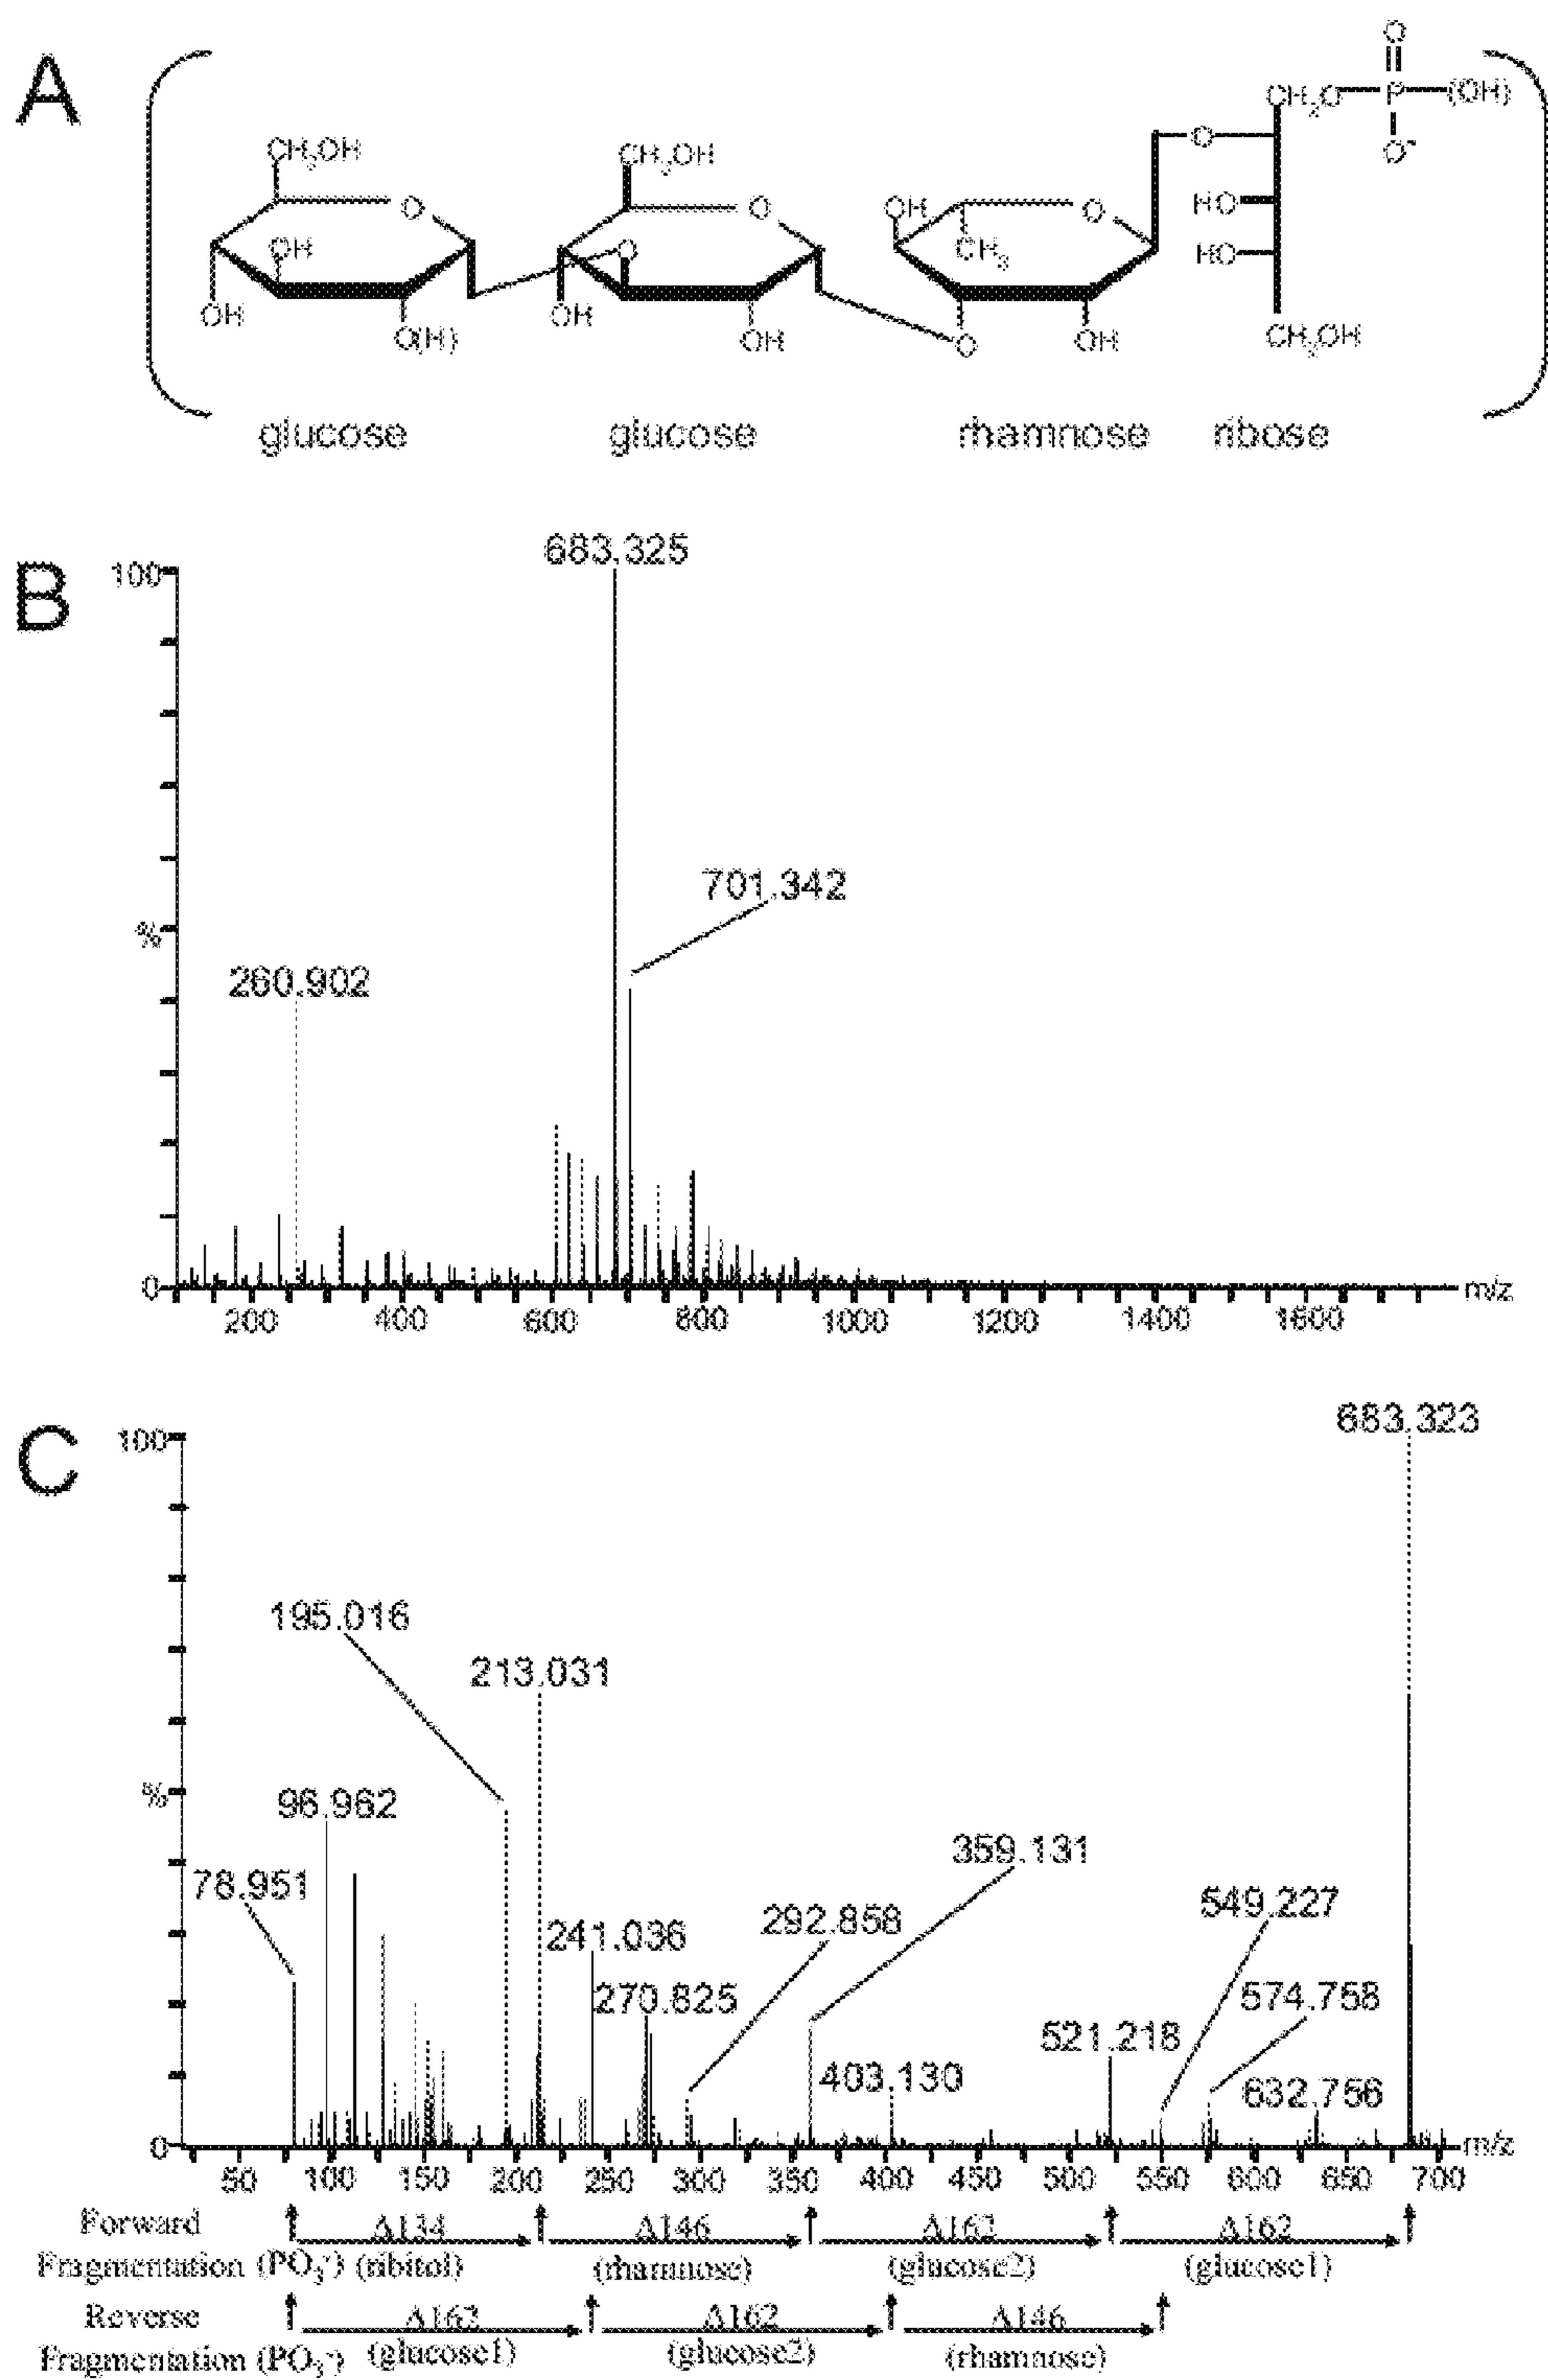 A
O
CH2O P (OH)
O-
O
CH2OH CH2OH
O O OH O HO
OH O CH3 HO
OH OH CH2OH
O(H) OH O OH
glucose glucose rhamnose ribose
B
683.325
100
701.342
%
260.902
0
m/z
200 400 600 800 1000 1200 1400 1600
C
683.323
100
195.016
213.031
%
96.962
359.131
78.951
549.227
292.858
241.036
574.758
270.825
521.218
403.130
632.756
0
m/z
50 100 150 200 250 300 350 400 450 500 550 600 650 700
Forward Δ134 Δ146 Δ162 Δ162
Fragmentation (PO3-) (ribitol) (rhamnose) (glucose2) (glucose1)
Reverse Δ162 Δ162 Δ146
Fragmentation (PO3-) (glucose1) (glucose2) (rhamnose)